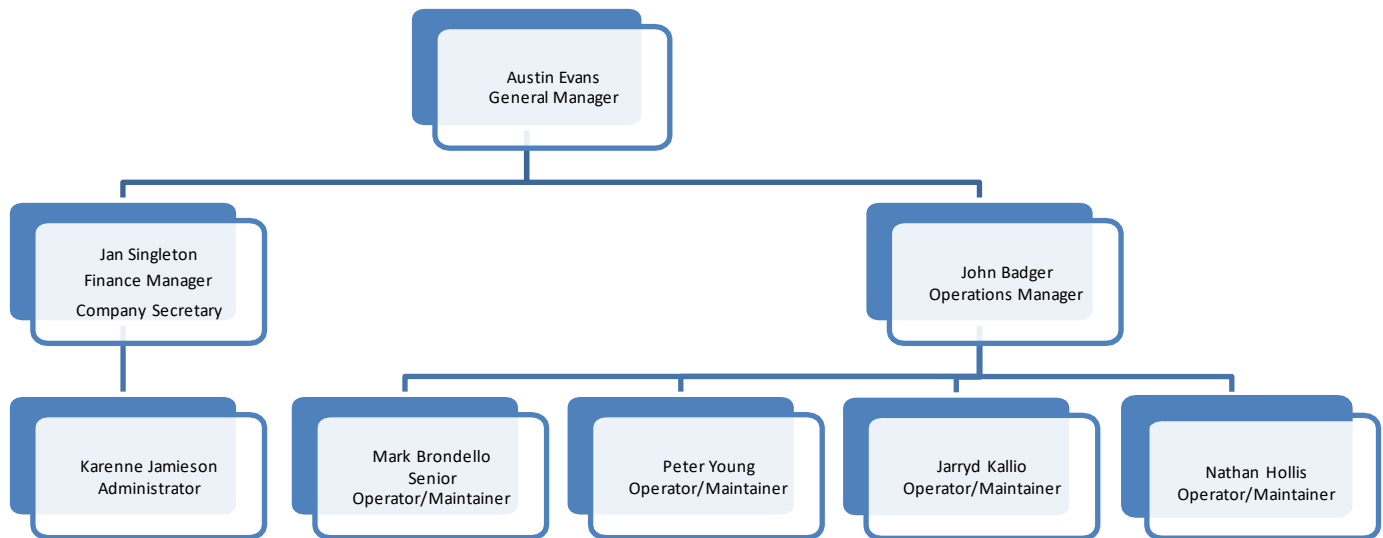 Austin Evans
General Manager
Jan Singleton
Finance Manager
Company Secretary
John Badger
Operations Manager
Karenne Jamieson
Administrator
Mark Brondello
Senior
Operator/Maintainer
Peter Young
Operator/Maintainer
Jarryd Kallio
Operator/Maintainer
Nathan Hollis
Operator/Maintainer